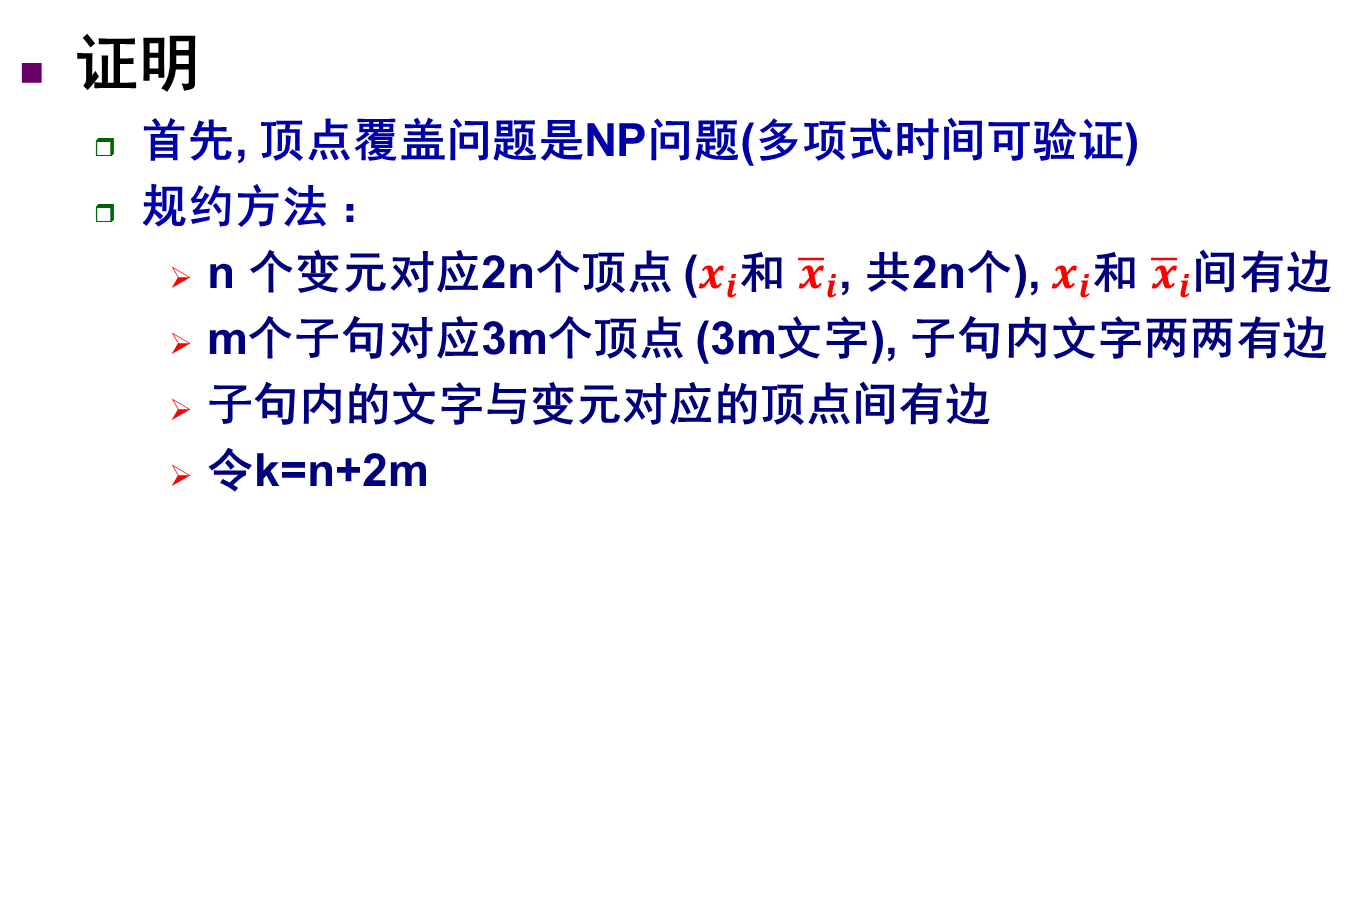 证明
首先, 顶点覆盖问题是NP问题(多项式时间可验证)
规约方法：
n 个变元对应2n个顶点 (xᵢ和 x̅ᵢ, 共2n个), xᵢ和 x̅ᵢ间有边
m个子句对应3m个顶点 (3m文字), 子句内文字两两有边
子句内的文字与变元对应的顶点间有边
令k=n+2m